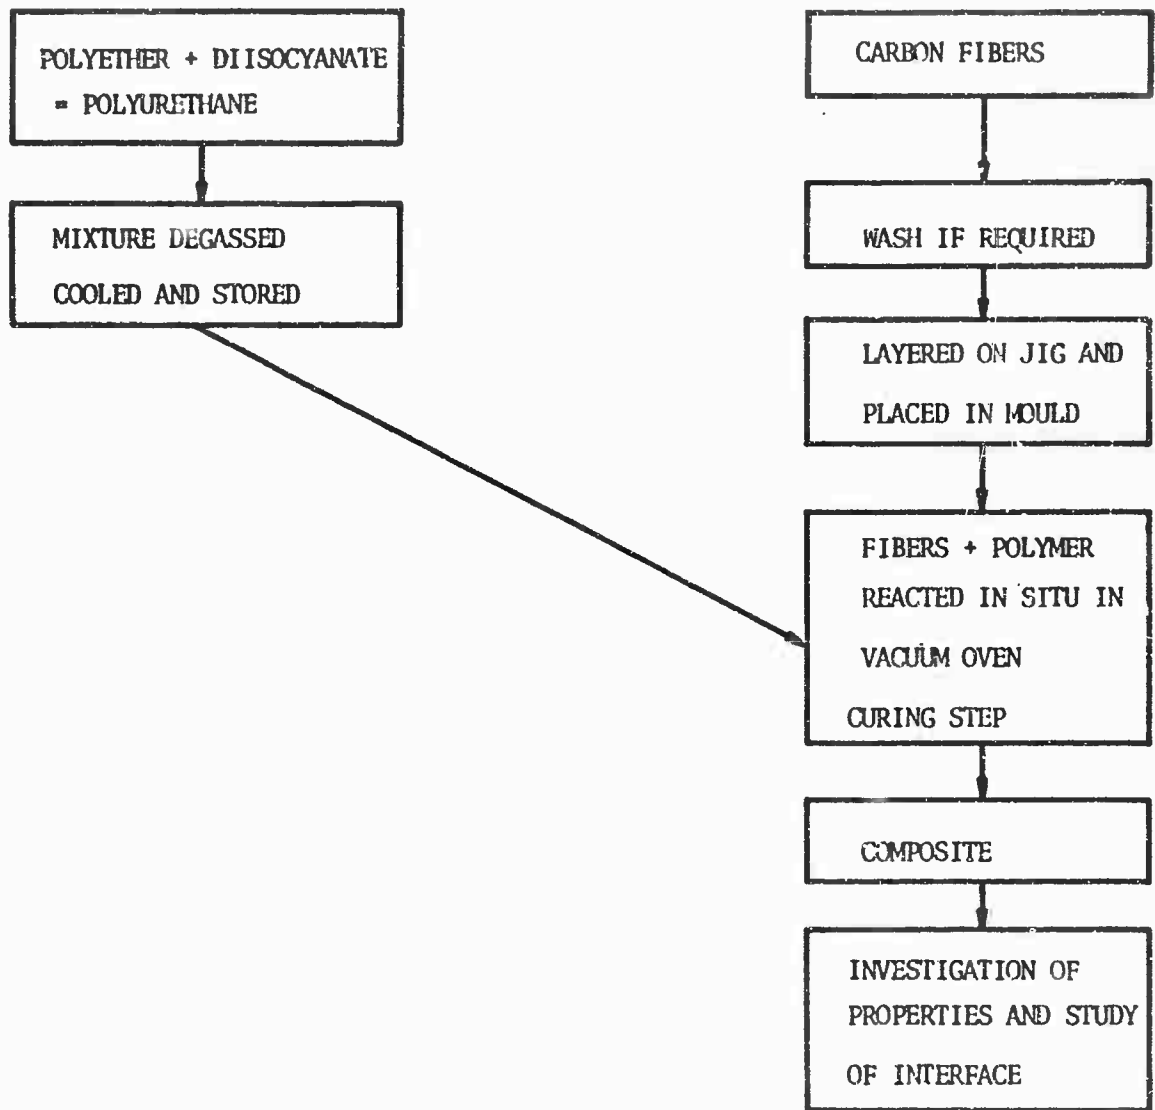 POLYETHER + DIISOCYANATE
= POLYURETHANE
MIXTURE DEGASSED
COOLED AND STORED
CARBON FIBERS
WASH IF REQUIRED
LAYERED ON JIG AND
PLACED IN MOULD
FIBERS + POLYMER
REACTED IN SITU IN
VACUUM OVEN
CURING STEP
COMPOSITE
INVESTIGATION OF
PROPERTIES AND STUDY
OF INTERFACE